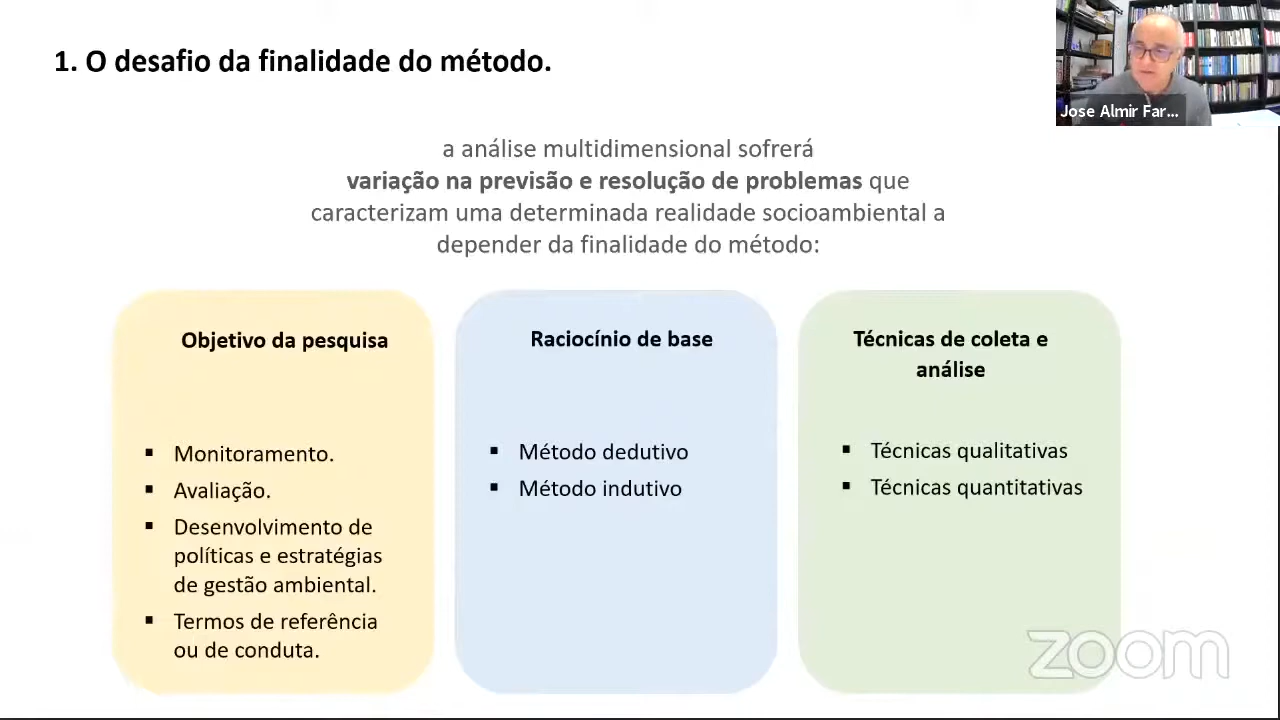 1. O desafio da finalidade do método.
Jose Almir Far...
a análise multidimensional sofrerá
variação na previsão e resolução de problemas que
caracterizam uma determinada realidade socioambiental a
depender da finalidade do método:
Objetivo da pesquisa
▪ Monitoramento.
▪ Avaliação.
▪ Desenvolvimento de
políticas e estratégias
de gestão ambiental.
▪ Termos de referência
ou de conduta.
Raciocínio de base
▪ Método dedutivo
▪ Método indutivo
Técnicas de coleta e
análise
▪ Técnicas qualitativas
▪ Técnicas quantitativas
zoom